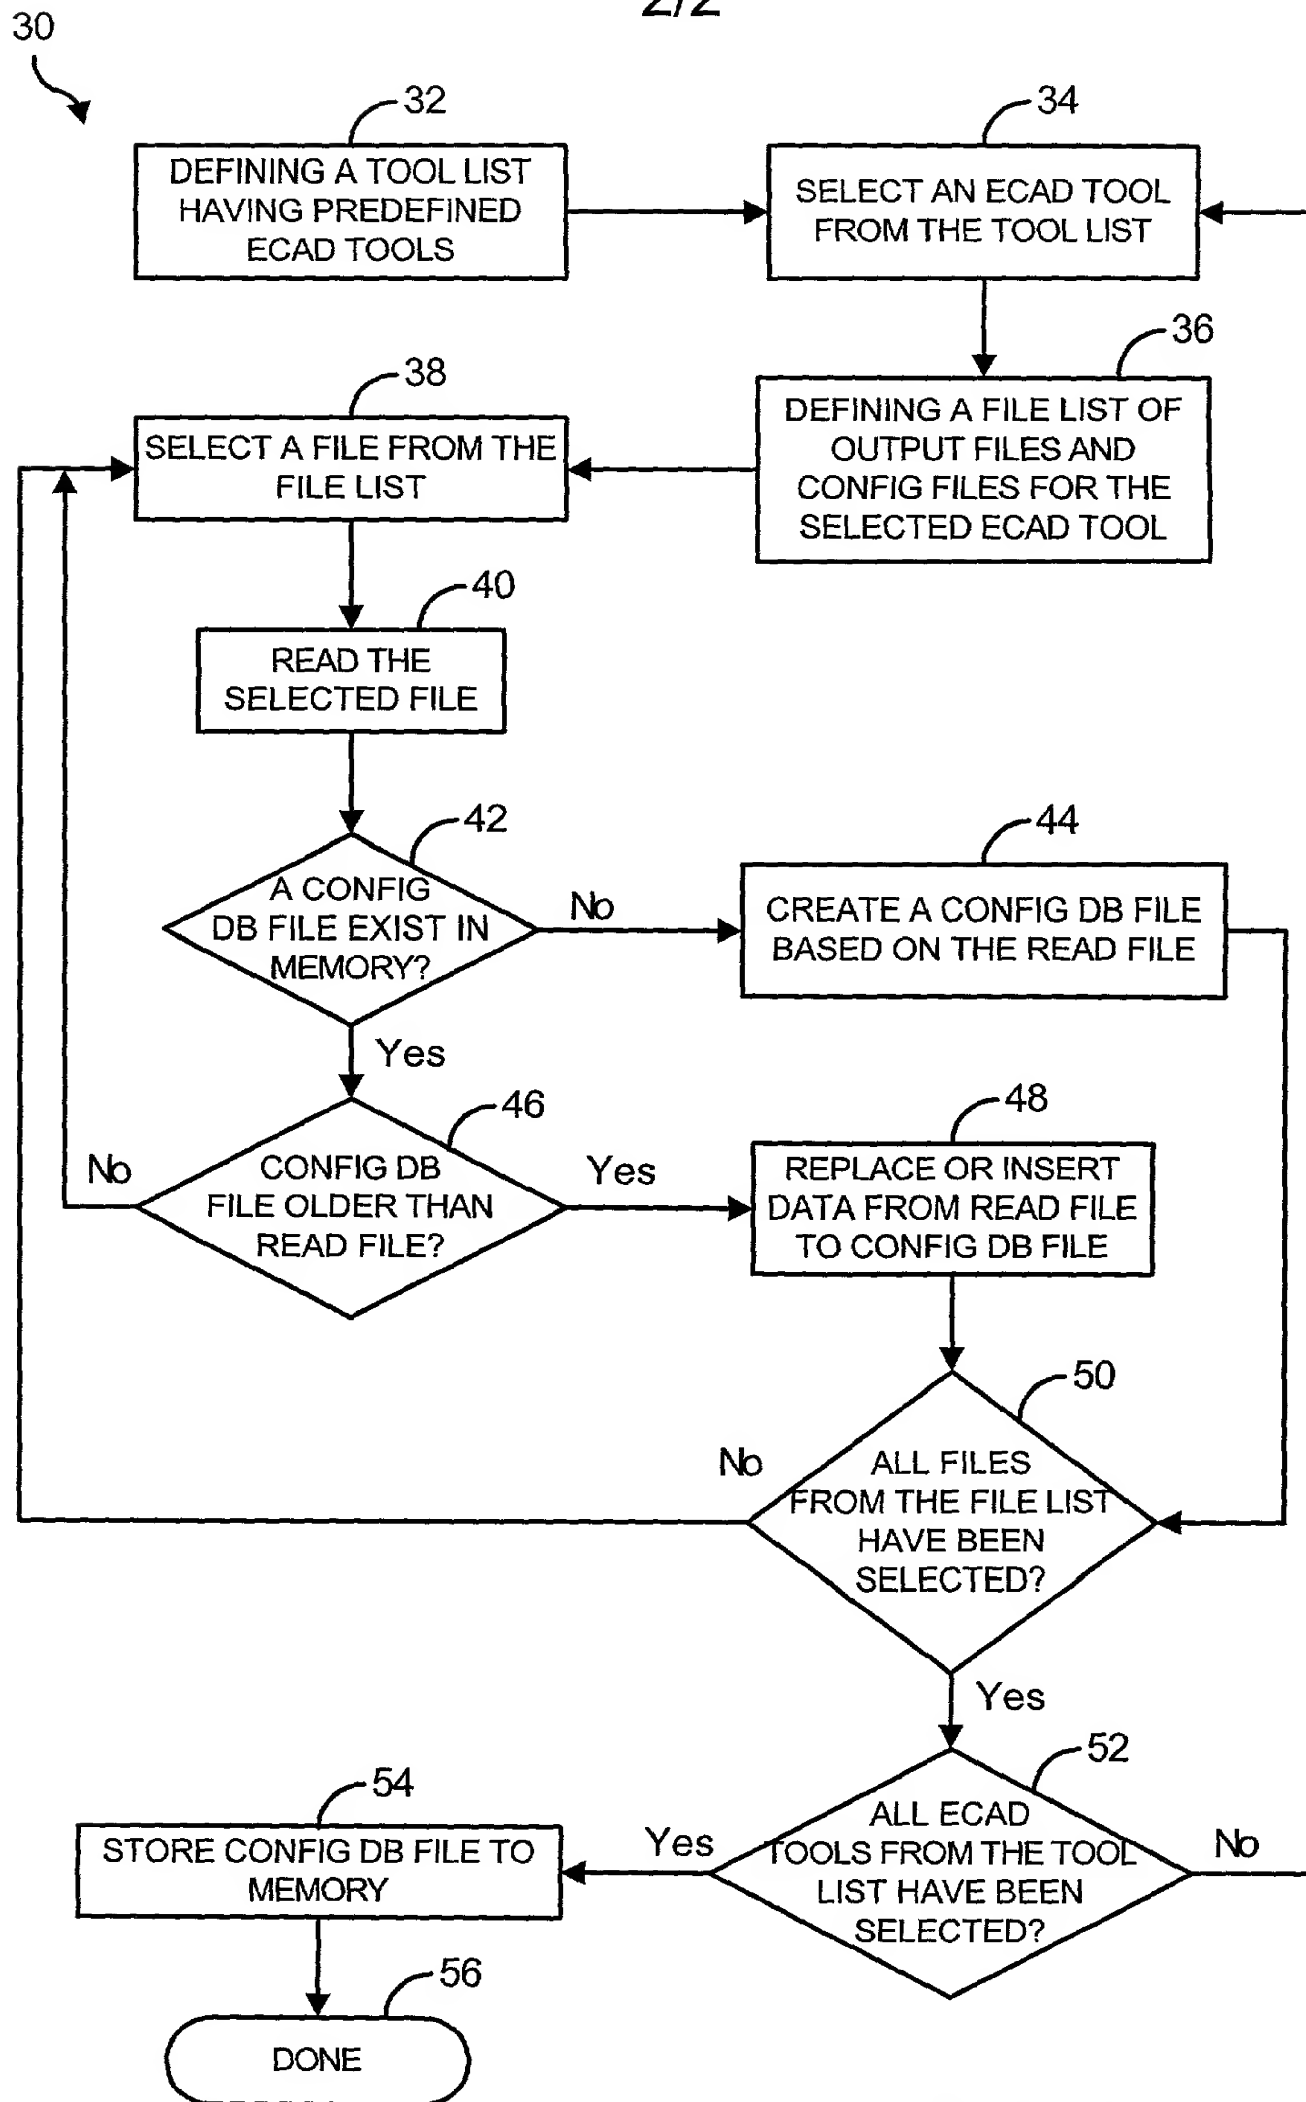 2/2
30
32
DEFINING A TOOL LIST
HAVING PREDEFINED
ECAD TOOLS
34
SELECT AN ECAD TOOL
FROM THE TOOL LIST
36
DEFINING A FILE LIST OF
OUTPUT FILES AND
CONFIG FILES FOR THE
SELECTED ECAD TOOL
38
SELECT A FILE FROM THE
FILE LIST
40
READ THE
SELECTED FILE
42
A CONFIG
DB FILE EXIST IN
MEMORY?
No
44
CREATE A CONFIG DB FILE
BASED ON THE READ FILE
Yes
46
CONFIG DB
FILE OLDER THAN
READ FILE?
No
Yes
48
REPLACE OR INSERT
DATA FROM READ FILE
TO CONFIG DB FILE
50
ALL FILES
FROM THE FILE LIST
HAVE BEEN
SELECTED?
No
Yes
52
ALL ECAD
TOOLS FROM THE TOOL
LIST HAVE BEEN
SELECTED?
Yes
No
54
STORE CONFIG DB FILE TO
MEMORY
56
DONE